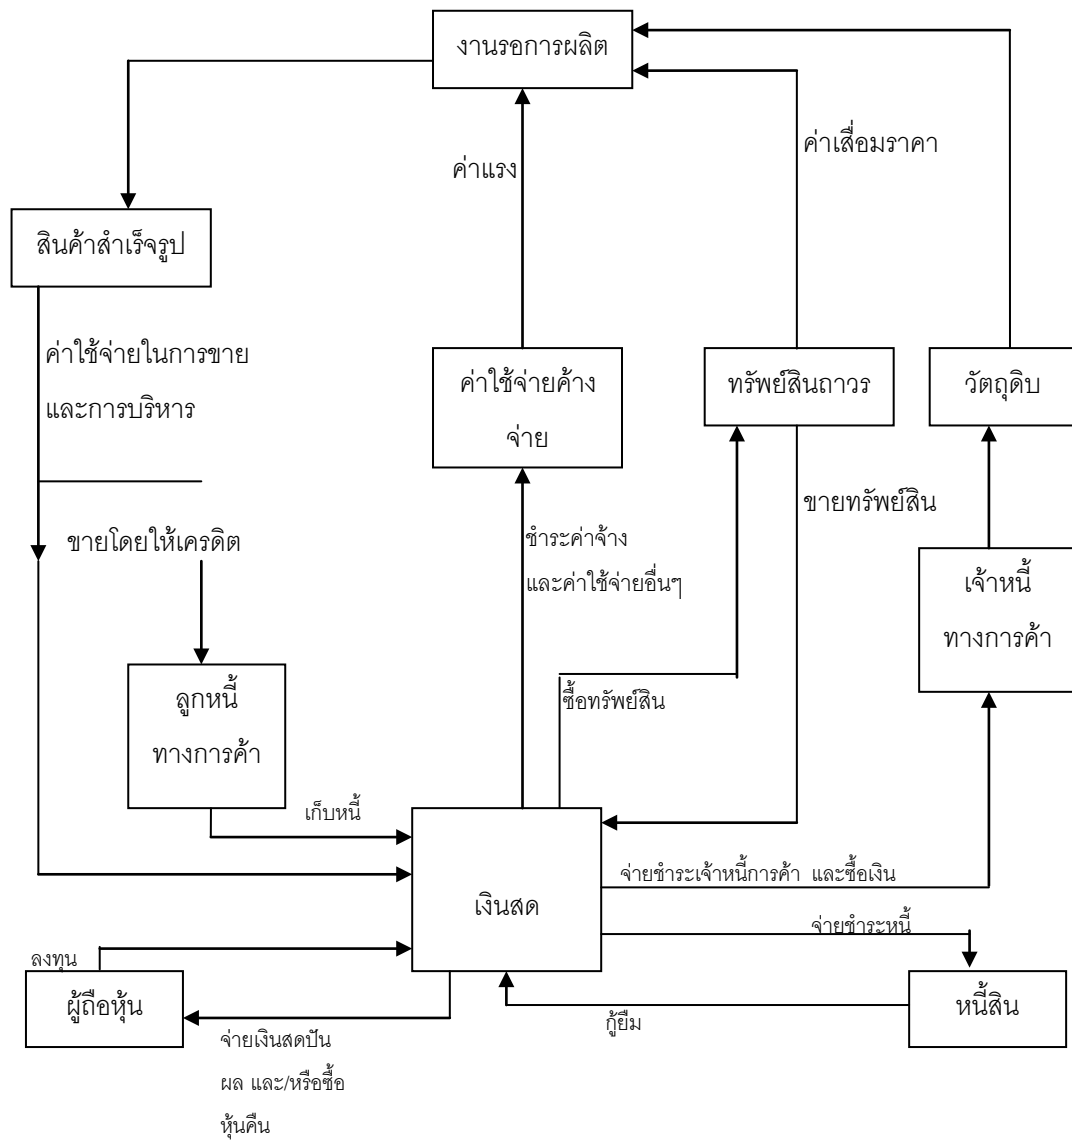 งานรอการผลิต
ค่าเสื่อมราคา
ค่าแรง
สินค้าสำเร็จรูป
ค่าใช้จ่ายในการขาย
และการบริหาร
ค่าใช้จ่ายค้าง
จ่าย
ทรัพย์สินถาวร
วัตถุดิบ
ขายทรัพย์สิน
ขายโดยให้เครดิต
ชำระค่าจ้าง
และค่าใช้จ่ายอื่นๆ
เจ้าหนี้
ทางการค้า
ลูกหนี้
ทางการค้า
ซื้อทรัพย์สิน
เก็บหนี้
เงินสด
จ่ายชำระเจ้าหนี้การค้า และซื้อเงิน
จ่ายชำระหนี้
ลงทุน
ผู้ถือหุ้น
หนี้สิน
กู้ยืม
จ่ายเงินสดปัน
ผล และ/หรือซื้อ
หุ้นคืน